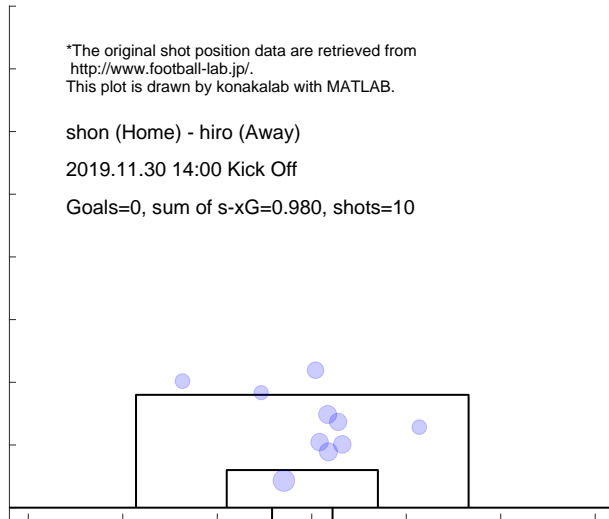 *The original shot position data are retrieved from
http://www.football-lab.jp/.
This plot is drawn by konakalab with MATLAB.
shon (Home) - hiro (Away)
2019.11.30 14:00 Kick Off
Goals=0, sum of s-xG=0.980, shots=10